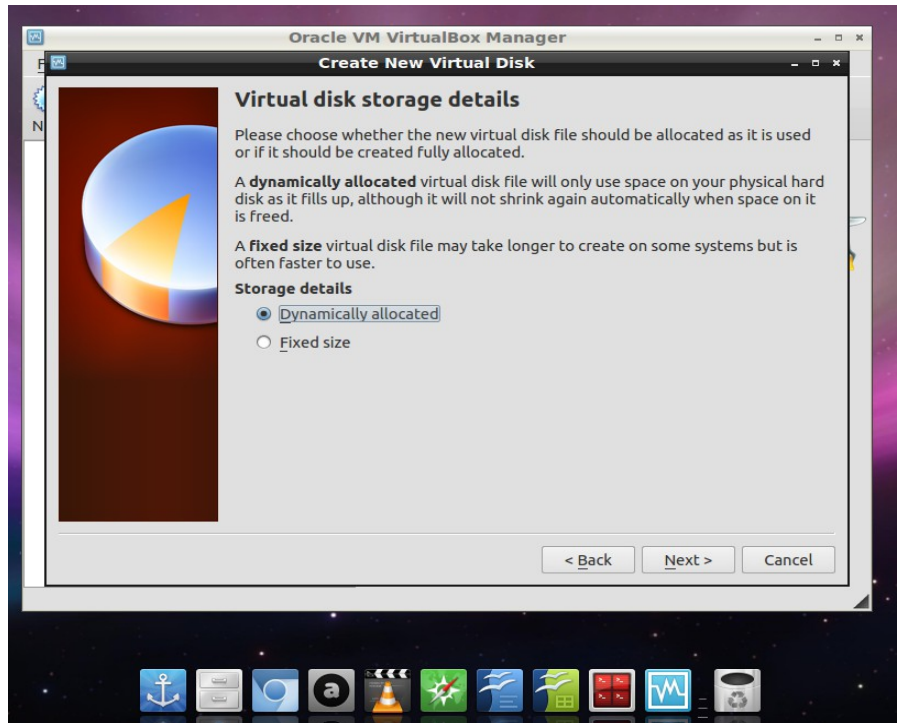 Oracle VM VirtualBox Manager
F
Create New Virtual Disk
N
Virtual disk storage details
Please choose whether the new virtual disk file should be allocated as it is used
or if it should be created fully allocated.
A dynamically allocated virtual disk file will only use space on your physical hard
disk as it fills up, although it will not shrink again automatically when space on it
is freed.
A fixed size virtual disk file may take longer to create on some systems but is
often faster to use.
Storage details
Dynamically allocated
Fixed size
< Back Next > Cancel
a